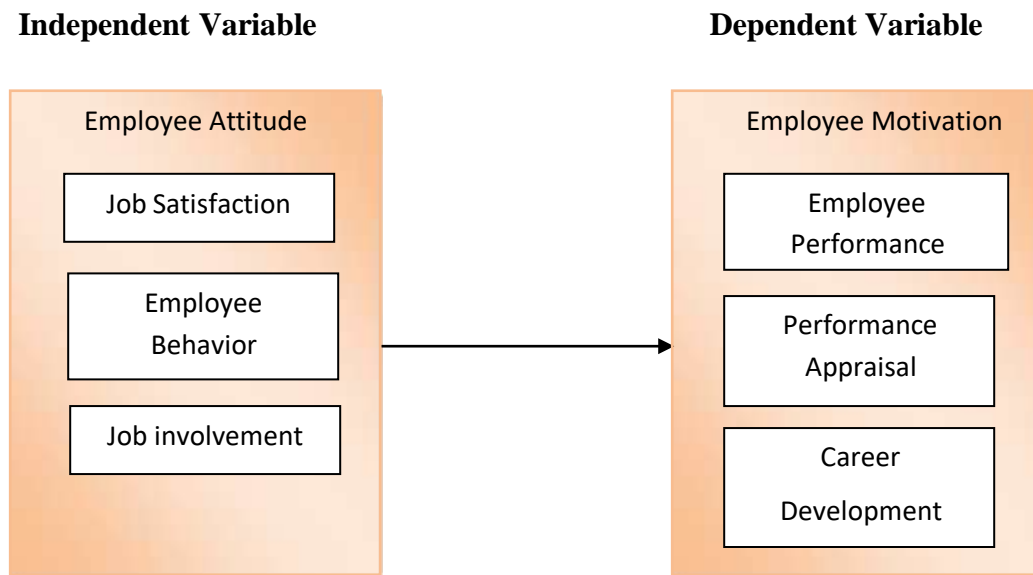 Independent Variable
Dependent Variable
Employee Attitude
Job Satisfaction
Employee
Behavior
Job involvement
Employee Motivation
Employee
Performance
Performance
Appraisal
Career
Development